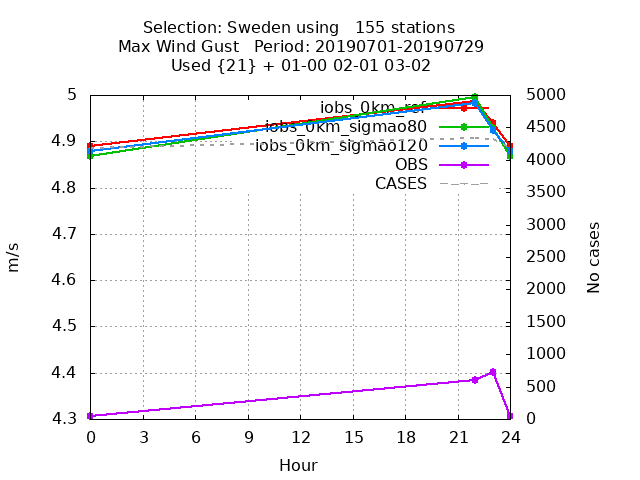 Selection: Sweden using   155 stations
Max Wind Gust   Period: 20190701-20190729
Used {21} + 01-00 02-01 03-02
iobs_0km_ref
iobs_0km_sigmao80
iobs_0km_sigmao120
OBS
CASES
5
4.9
4.8
4.7
4.6
4.5
4.4
4.3
m/s
5000
4500
4000
3500
3000
2500
2000
1500
1000
500
0
No cases
0 3 6 9 12 15 18 21 24
Hour